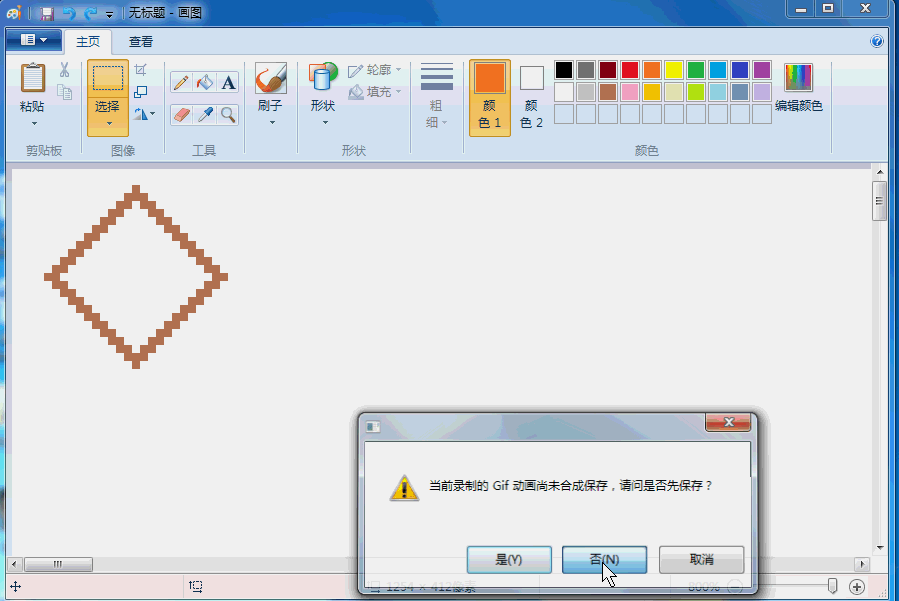 无标题 - 画图
主页
查看
粘贴
选择
A
刷子
形状
轮廓
填充
粗
细
颜
色 1
颜
色 2
编辑颜色
剪贴板
图像
工具
形状
颜色
当前录制的 Gif 动画尚未合成保存，请问是否先保存？
是(Y)
否(N)
取消
1254 × 412像素
800%